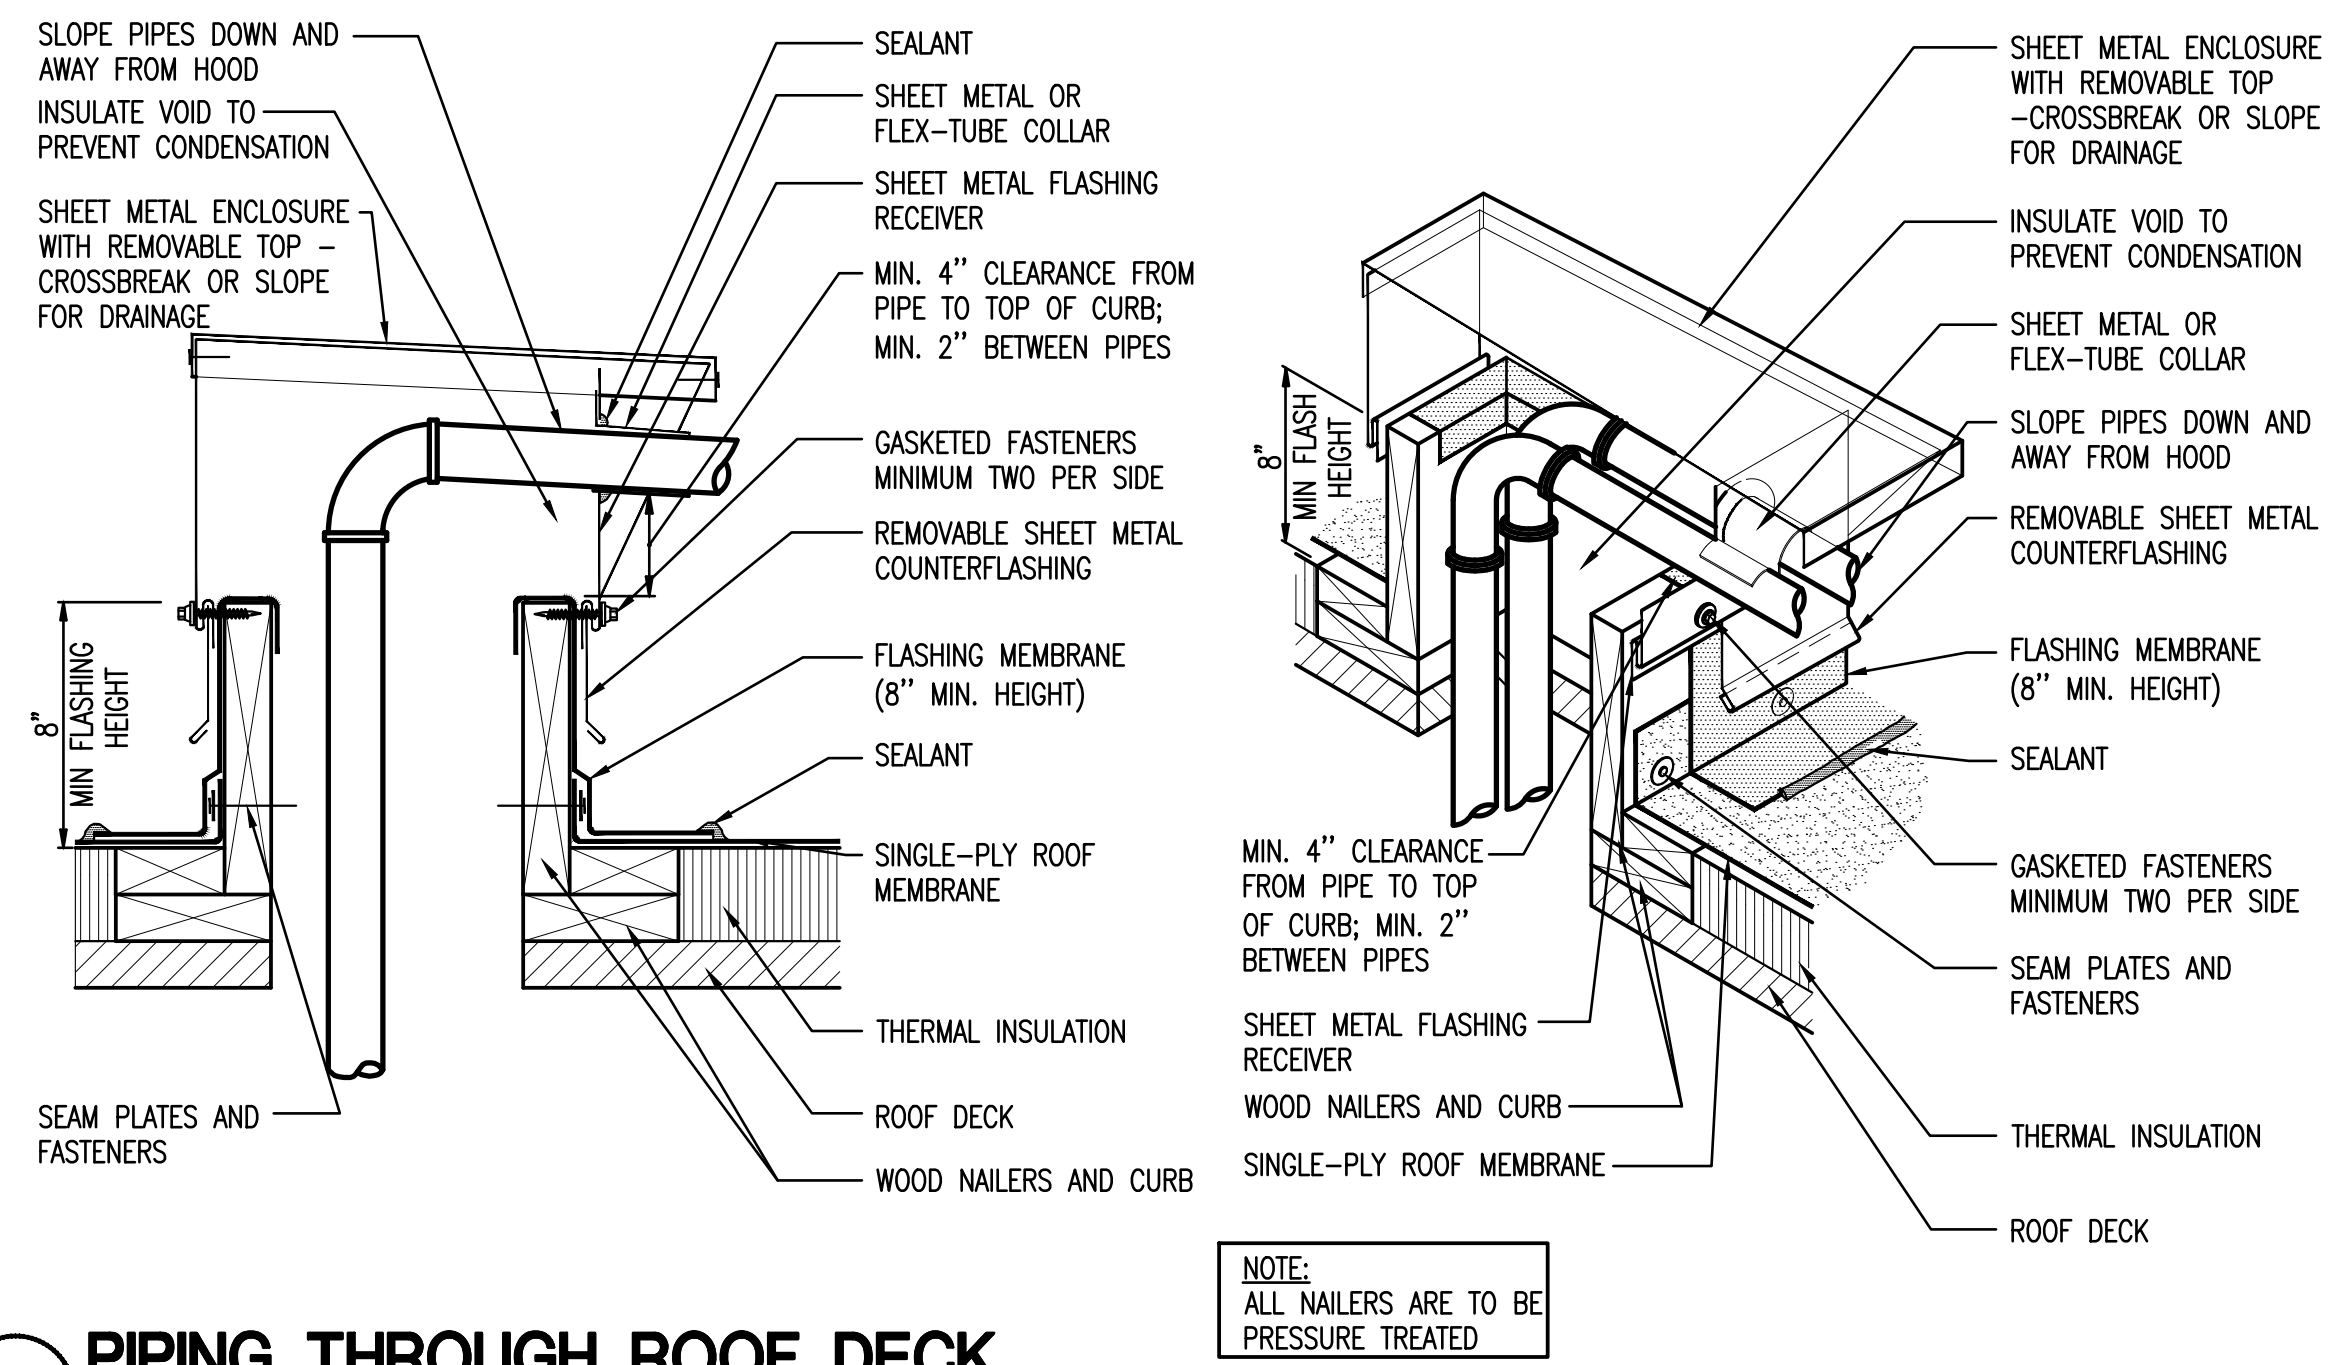 SLOPE PIPES DOWN AND
AWAY FROM HOOD
INSULATE VOID TO
PREVENT CONDENSATION
SHEET METAL ENCLOSURE
WITH REMOVABLE TOP –
CROSSBREAK OR SLOPE
FOR DRAINAGE
8"
MIN FLASHING
HEIGHT
SEAM PLATES AND
FASTENERS
SEALANT
SHEET METAL OR
FLEX–TUBE COLLAR
SHEET METAL FLASHING
RECEIVER
MIN. 4" CLEARANCE FROM
PIPE TO TOP OF CURB;
MIN. 2" BETWEEN PIPES
GASKETED FASTENERS
MINIMUM TWO PER SIDE
REMOVABLE SHEET METAL
COUNTERFLASHING
FLASHING MEMBRANE
(8" MIN. HEIGHT)
SEALANT
SINGLE–PLY ROOF
MEMBRANE
THERMAL INSULATION
ROOF DECK
WOOD NAILERS AND CURB
8"
MIN FLASH
HEIGHT
MIN. 4" CLEARANCE
FROM PIPE TO TOP
OF CURB; MIN. 2"
BETWEEN PIPES
SHEET METAL FLASHING
RECEIVER
WOOD NAILERS AND CURB
SINGLE–PLY ROOF MEMBRANE
SHEET METAL ENCLOSURE
WITH REMOVABLE TOP
–CROSSBREAK OR SLOPE
FOR DRAINAGE
INSULATE VOID TO
PREVENT CONDENSATION
SHEET METAL OR
FLEX–TUBE COLLAR
SLOPE PIPES DOWN AND
AWAY FROM HOOD
REMOVABLE SHEET METAL
COUNTERFLASHING
FLASHING MEMBRANE
(8" MIN. HEIGHT)
SEALANT
GASKETED FASTENERS
MINIMUM TWO PER SIDE
SEAM PLATES AND
FASTENERS
THERMAL INSULATION
ROOF DECK
NOTE:
ALL NAILERS ARE TO BE
PRESSURE TREATED
PIPING THROUGH ROOF DECK